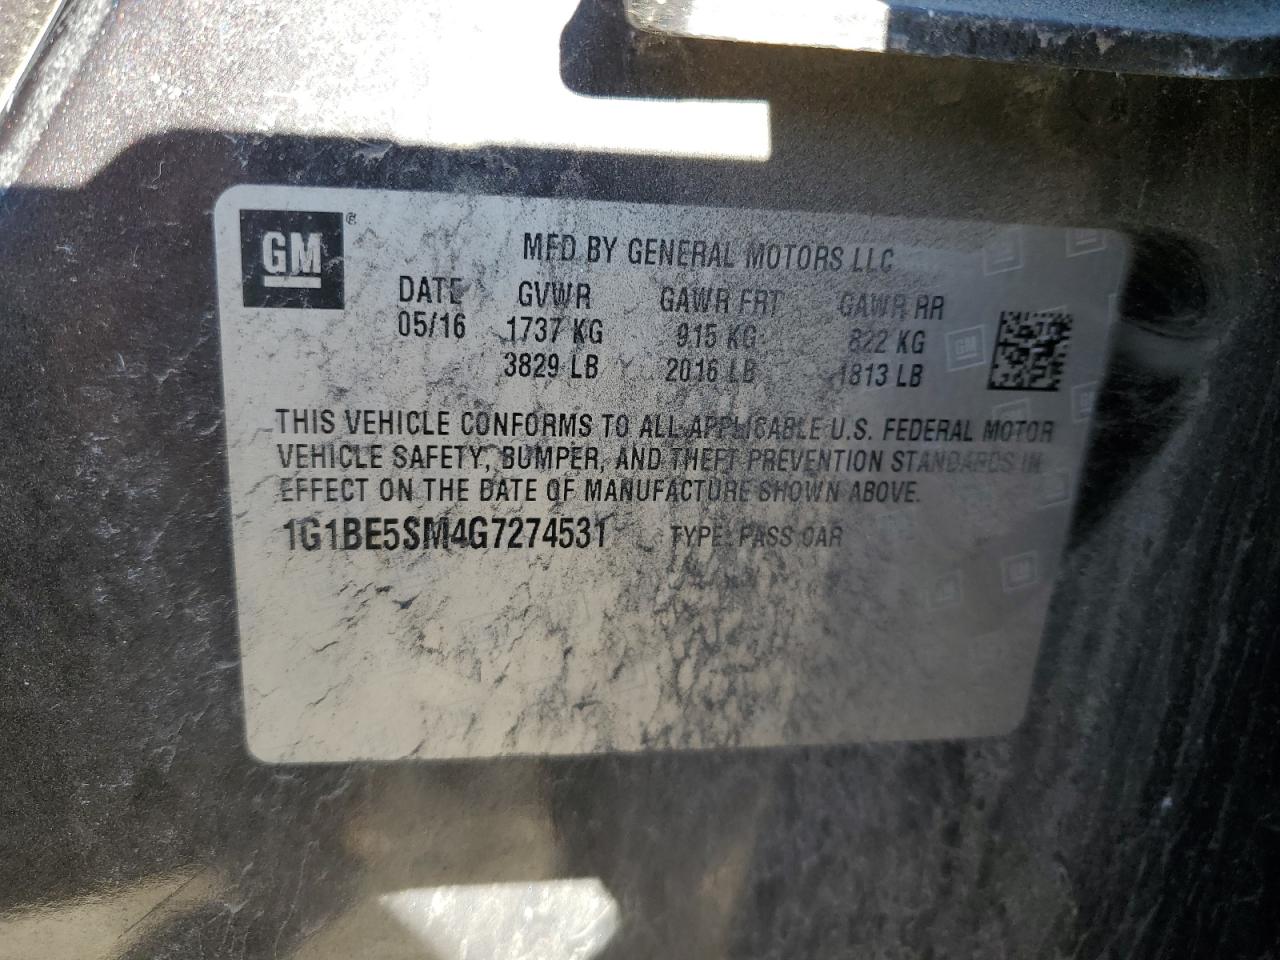 GM ®
MFD BY GENERAL MOTORS LLC
DATE GVWR GAWR FRT GAWR RR
05/16 1737 KG 915 KG 822 KG
3829 LB 2016 LB 1813 LB
THIS VEHICLE CONFORMS TO ALL APPLICABLE U.S. FEDERAL MOTOR
VEHICLE SAFETY, BUMPER, AND THEFT PREVENTION STANDARDS IN
EFFECT ON THE DATE OF MANUFACTURE SHOWN ABOVE.
1G1BE5SM4G7274531 TYPE: PASS CAR